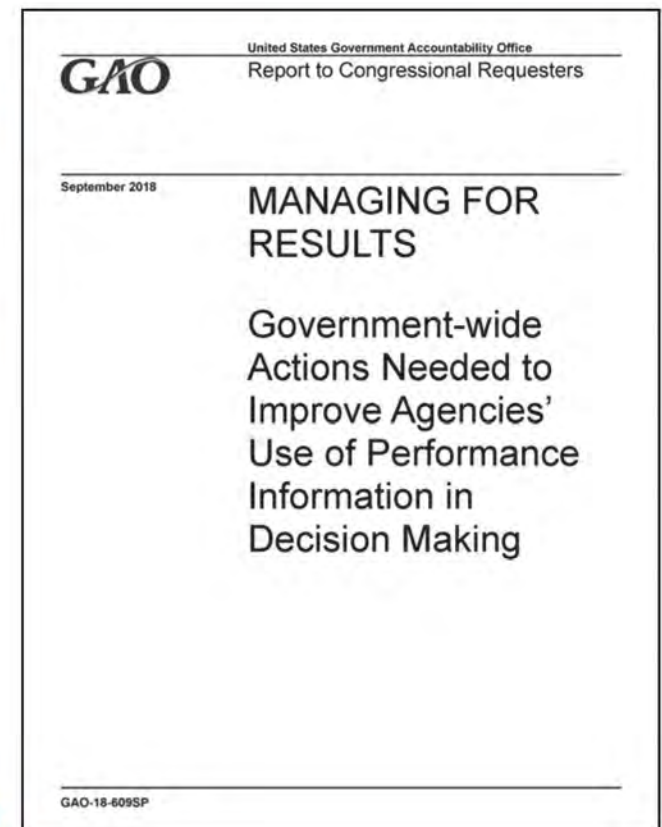 United States Government Accountability Office
GAO
Report to Congressional Requesters
September 2018
MANAGING FOR
RESULTS
Government-wide
Actions Needed to
Improve Agencies’
Use of Performance
Information in
Decision Making
GAO-18-609SP